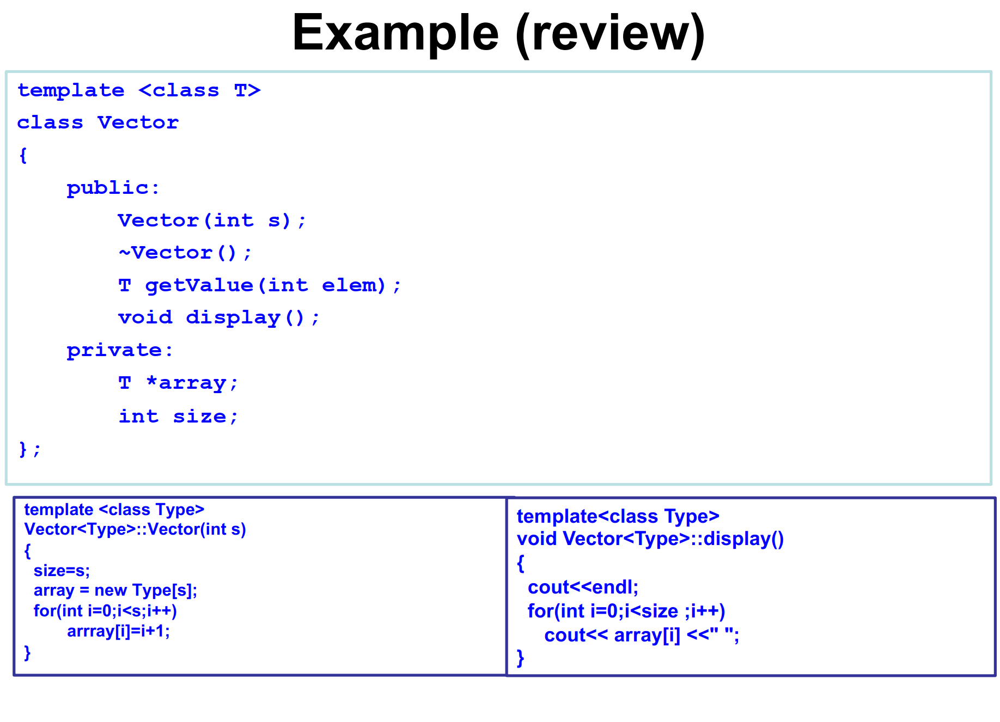 Example (review)
template <class T>
class Vector
{
public:
Vector(int s);
~Vector();
T getValue(int elem);
void display();
private:
T *array;
int size;
};
template <class Type>
Vector<Type>::Vector(int s)
{
size=s;
array = new Type[s];
for(int i=0;i<s;i++)
arrray[i]=i+1;
}
template<class Type>
void Vector<Type>::display()
{
cout<<endl;
for(int i=0;i<size ;i++)
cout<< array[i] <<" ";
}